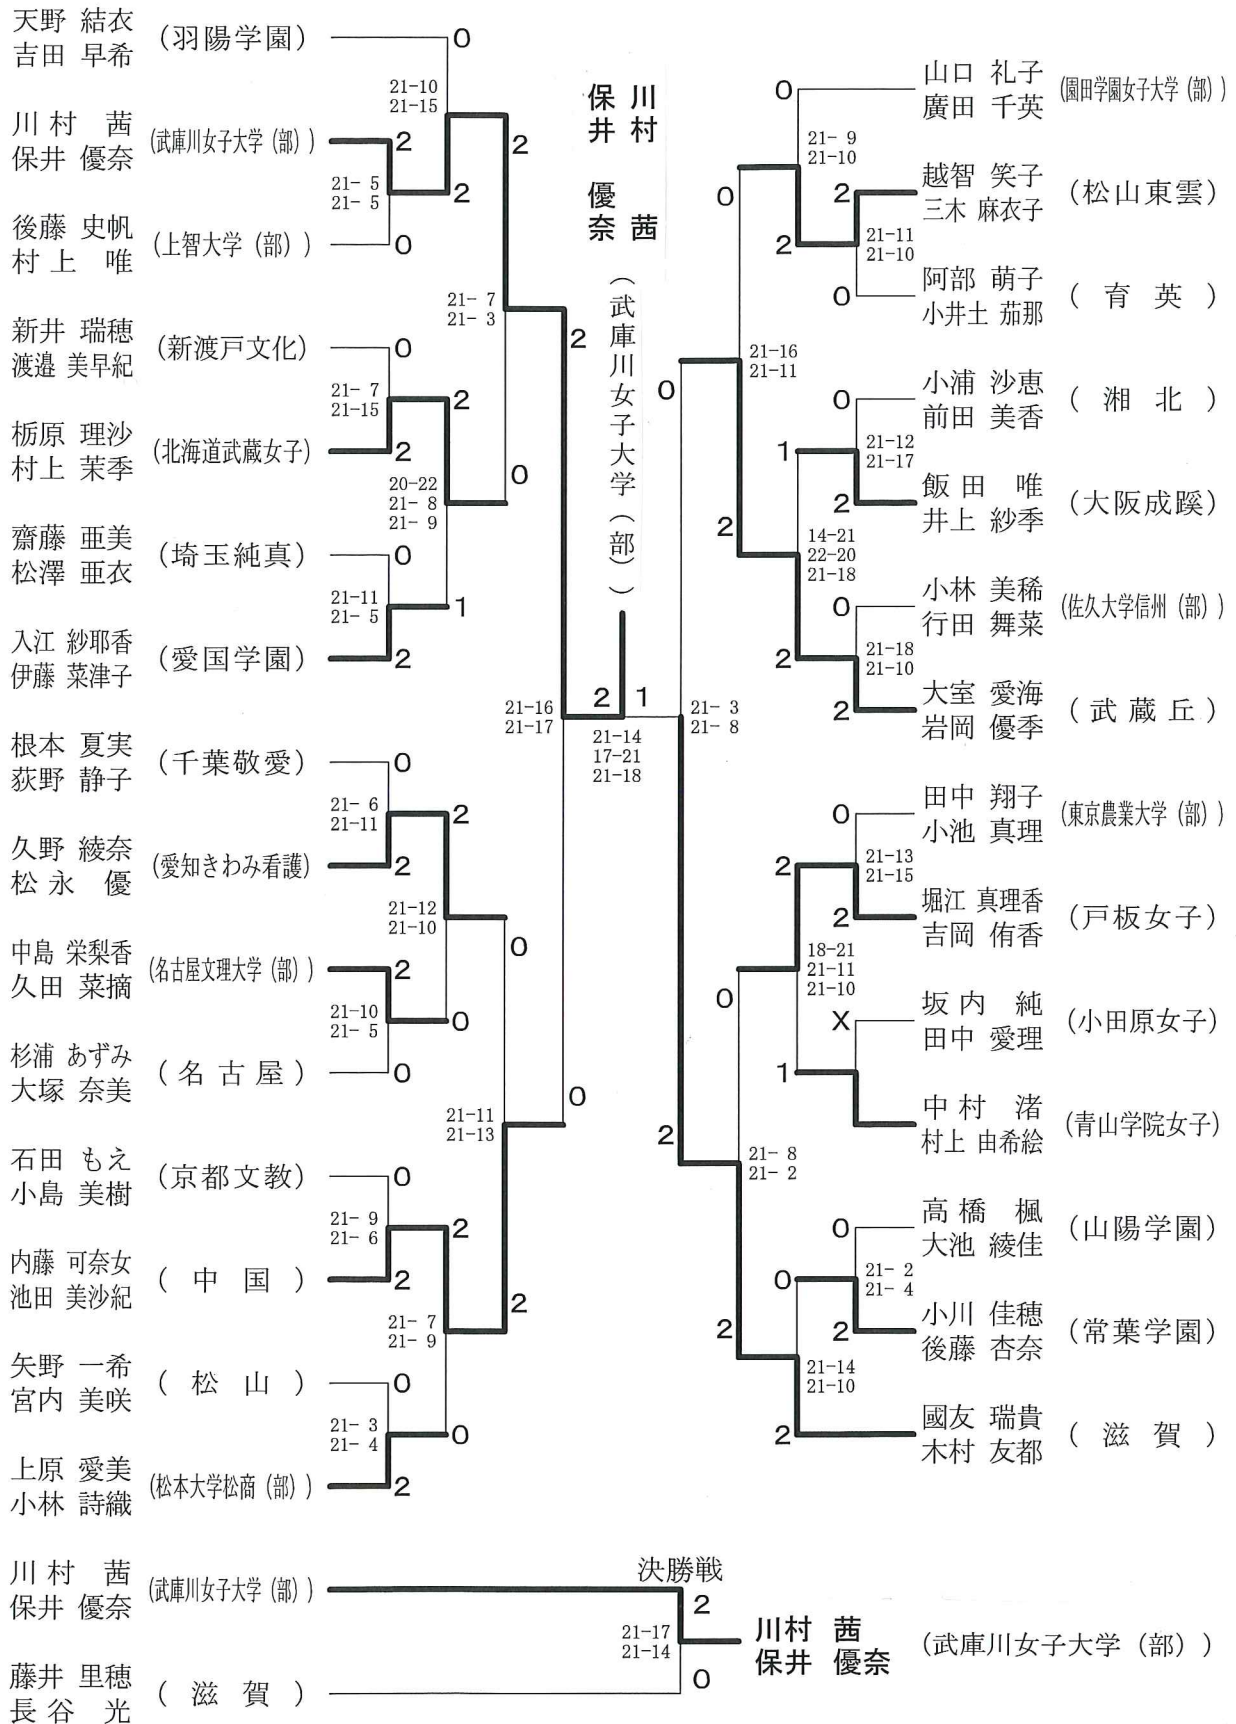 天野 結衣
吉田 早希
(羽陽学園)
0
21-10
21-15
川村 茜
保井 優奈
(武庫川女子大学（部）)
2
2
21- 5
21- 5
2
後藤 史帆
村上 唯
(上智大学（部）)
0
21- 7
21- 3
2
新井 瑞穂
渡邉 美早紀
(新渡戸文化)
0
21- 7
21-15
2
栃原 理沙
村上 茉季
(北海道武蔵女子)
2
0
20-22
21- 8
21- 9
齋藤 亜美
松澤 亜衣
(埼玉純真)
0
21-11
21- 5
1
入江 紗耶香
伊藤 菜津子
(愛国学園)
2
21-16
21-17
根本 夏実
荻野 静子
(千葉敬愛)
0
21- 6
21-11
2
久野 綾奈
松永 優
(愛知きわみ看護)
2
21-12
21-10
0
中島 栄梨香
久田 菜摘
(名古屋文理大学（部）)
2
21-10
21- 5
0
杉浦 あずみ
大塚 奈美
(名古屋)
0
21-11
21-13
0
石田 もえ
小島 美樹
(京都文教)
0
21- 9
21- 6
2
内藤 可奈女
池田 美沙紀
(中国)
2
21- 7
21- 9
2
矢野 一希
宮内 美咲
(松山)
0
21- 3
21- 4
0
上原 愛美
小林 詩織
(松本大学松商（部）)
2
川村 茜
保井 優奈
(武庫川女子大学（部）)
2
1
21-14
17-21
21-18
山口 礼子
廣田 千英
(園田学園女子大学（部）)
0
21- 9
21-10
0
越智 笑子
三木 麻衣子
(松山東雲)
2
2
21-11
21-10
阿部 萌子
小井土 茄那
(育英)
0
21-16
21-11
0
小浦 沙恵
前田 美香
(湘北)
0
21-12
21-17
1
飯田 唯
井上 紗季
(大阪成蹊)
2
2
14-21
22-20
21-18
小林 美稀
行田 舞菜
(佐久大学信州（部）)
0
21-18
21-10
2
大室 愛海
岩岡 優季
(武蔵丘)
2
21- 3
21- 8
田中 翔子
小池 真理
(東京農業大学（部）)
0
21-13
21-15
2
堀江 真理香
吉岡 侑香
(戸板女子)
2
18-21
21-11
21-10
0
坂内 純
田中 愛理
(小田原女子)
X
1
中村 渚
村上 由希絵
(青山学院女子)
2
21- 8
21- 2
高橋 楓
大池 綾佳
(山陽学園)
0
21- 2
21- 4
0
小川 佳穂
後藤 杏奈
(常葉学園)
2
2
21-14
21-10
國友 瑞貴
木村 友都
(滋賀)
2
決勝戦
川村 茜
保井 優奈
(武庫川女子大学（部）)
2
21-17
21-14
川村 茜
保井 優奈
(武庫川女子大学（部）)
藤井 里穂
長谷 光
(滋賀)
0